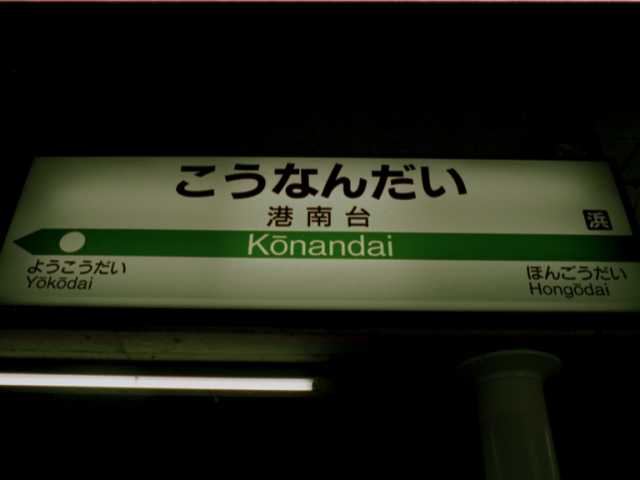 こうなんだい
港南台
浜
Kōnandai
ようこうだい
Yōkōdai
ほんごうだい
Hongōdai